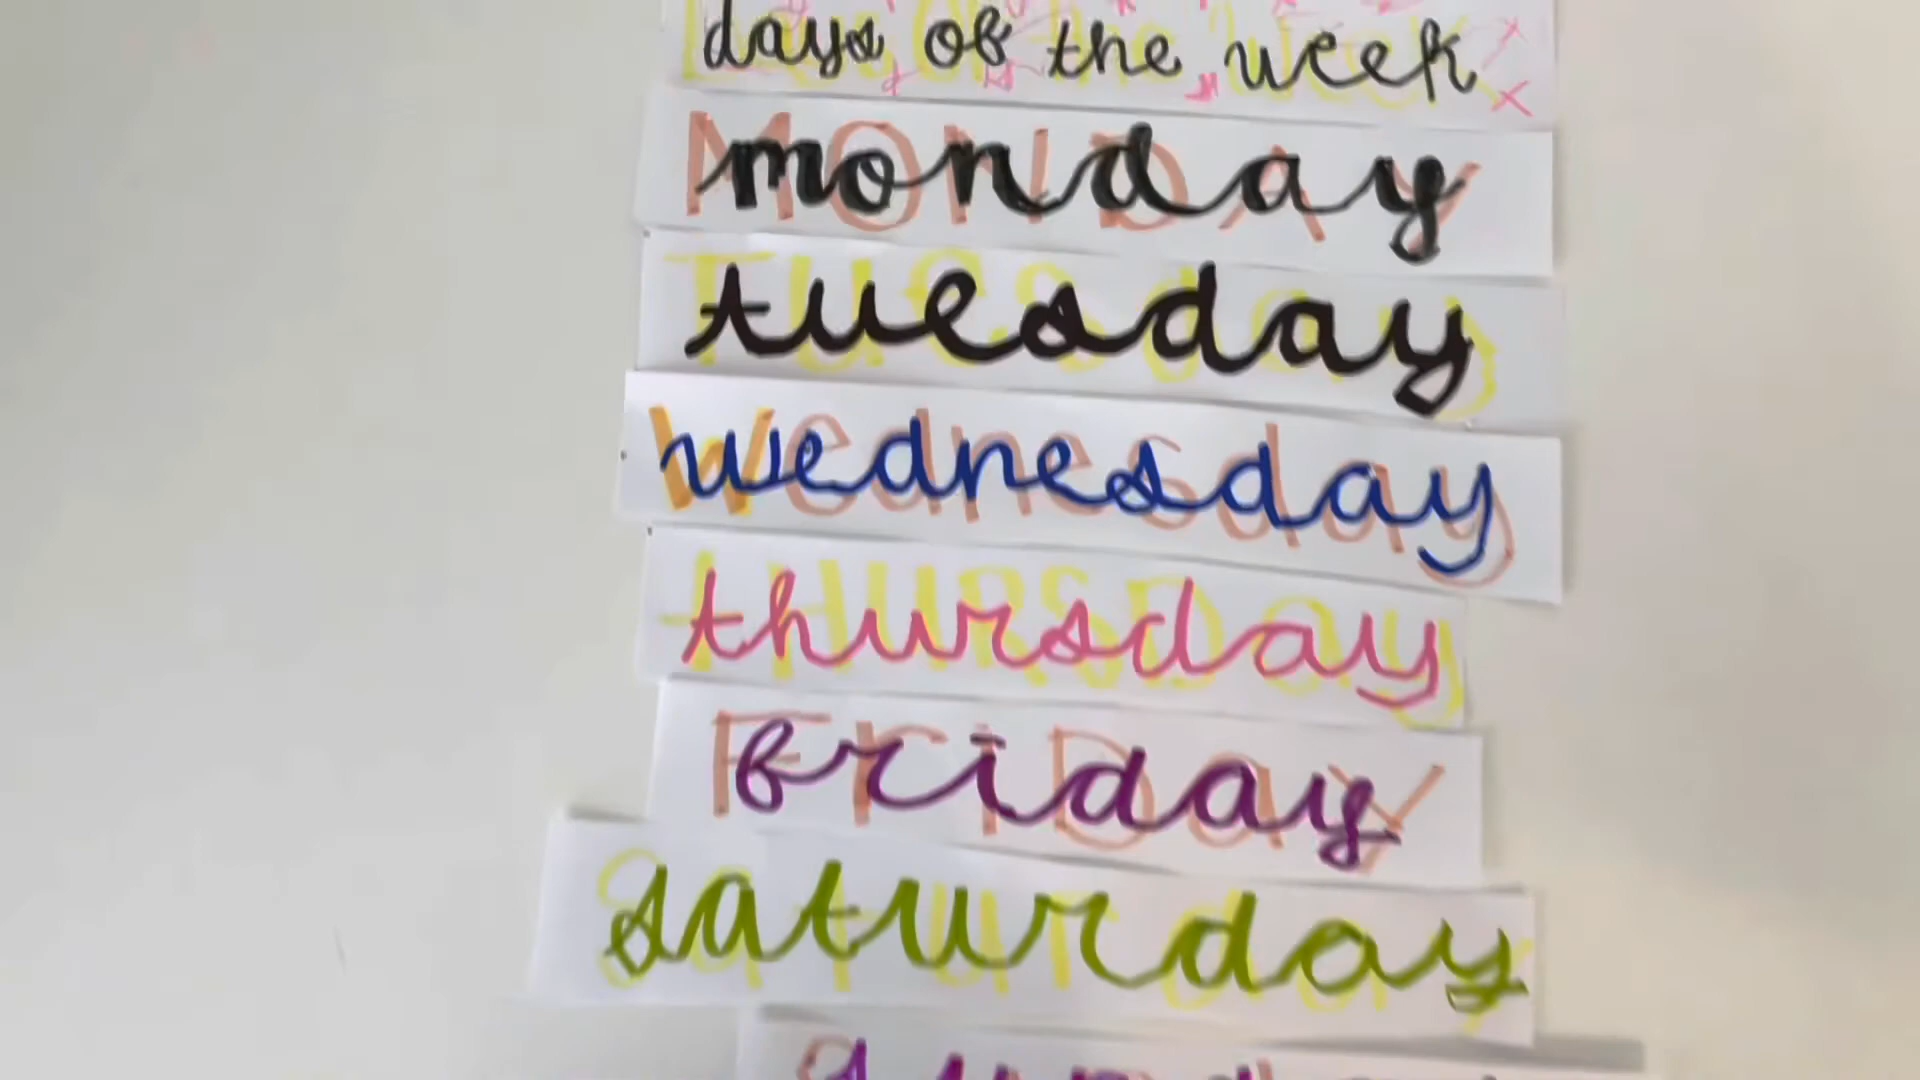 days of the week
monday
tuesday
wednesday
thursday
friday
saturday